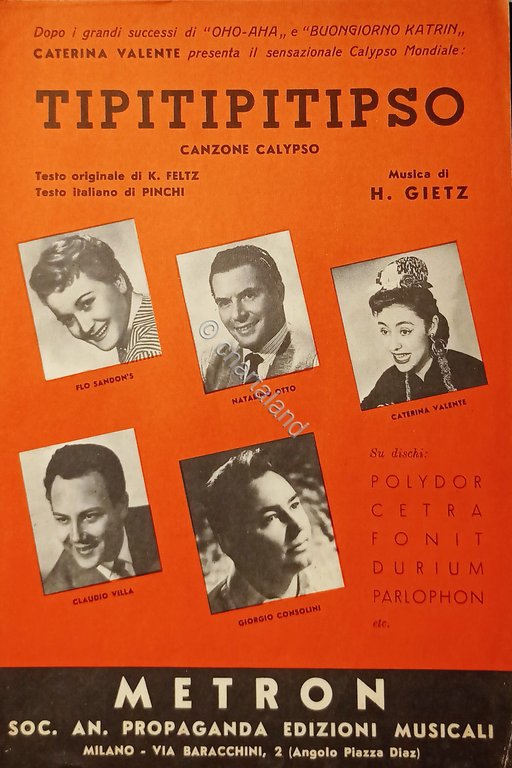 Dopo i grandi successi di "OHO-AHA„ e "BUONGIORNO KATRIN„
CATERINA VALENTE presenta il sensazionale Calypso Mondiale:
TIPITIPITIPSO
CANZONE CALYPSO
Testo originale di K. FELTZ
Testo italiano di PINCHI
Musica di
H. GIETZ
FLO SANDON'S
NATALINO OTTO
CATERINA VALENTE
CLAUDIO VILLA
GIORGIO CONSOLINI
Su dischi:
POLYDOR
CETRA
FONIT
DURIUM
PARLOPHON
etc.
© chartaland
METRON
SOC. AN. PROPAGANDA EDIZIONI MUSICALI
MILANO - VIA BARACCHINI, 2 (Angolo Piazza Diaz)